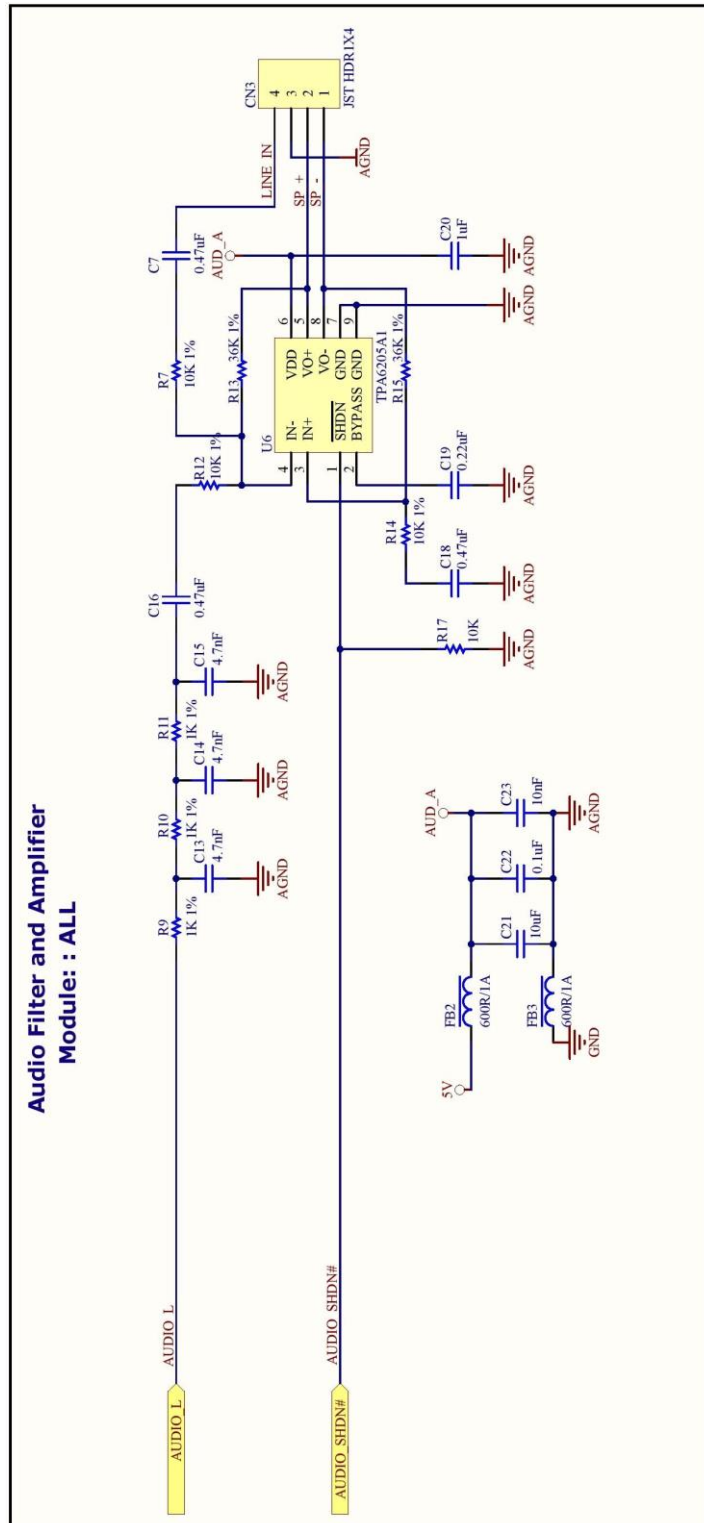 Audio Filter and Amplifier
Module: : ALL
AUDIO_L
AUDIO_L
R9
1K 1%
C13
4.7nF
AGND
R10
1K 1%
C14
4.7nF
AGND
R11
1K 1%
C15
4.7nF
AGND
C16
0.47uF
R12
10K 1%
R7
10K 1%
C7
0.47uF
LINE_IN
CN3
4
3
2
1
JST HDR1X4
SP_+
SP_-
AGND
AUD_A
R13
36K 1%
U6
4
IN-
3
IN+
1
SHDN
2
BYPASS
VDD
6
VO+
5
VO-
8
GND
7
GND
9
TPA6205A1
R15
36K 1%
R14
10K 1%
C18
0.47uF
AGND
C19
0.22uF
AGND
C20
1uF
AGND
AGND
AUDIO_SHDN#
AUDIO_SHDN#
R17
10K
AGND
5V
FB2
600R/1A
AUD_A
C21
10uF
C22
0.1uF
C23
10nF
FB3
600R/1A
GND
AGND